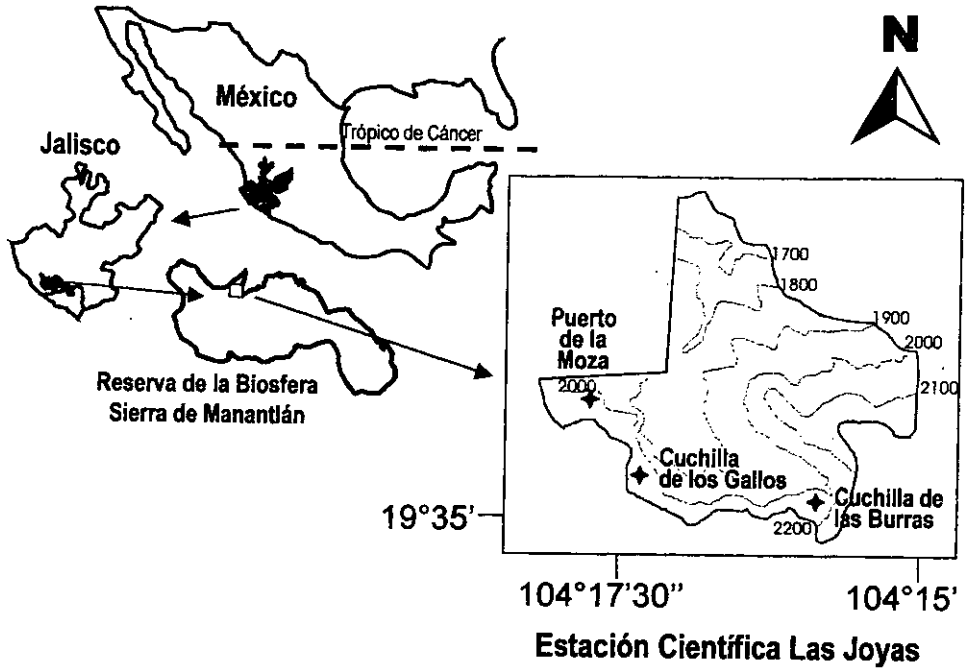 N
México
Trópico de Cáncer
Jalisco
Reserva de la Biosfera
Sierra de Manantlán
1700
1800
1900
2000
2100
Puerto
de la
Moza
2000
Cuchilla
de los Gallos
Cuchilla de
las Burras
2200
19°35'
104°17'30"
104°15'
Estación Científica Las Joyas